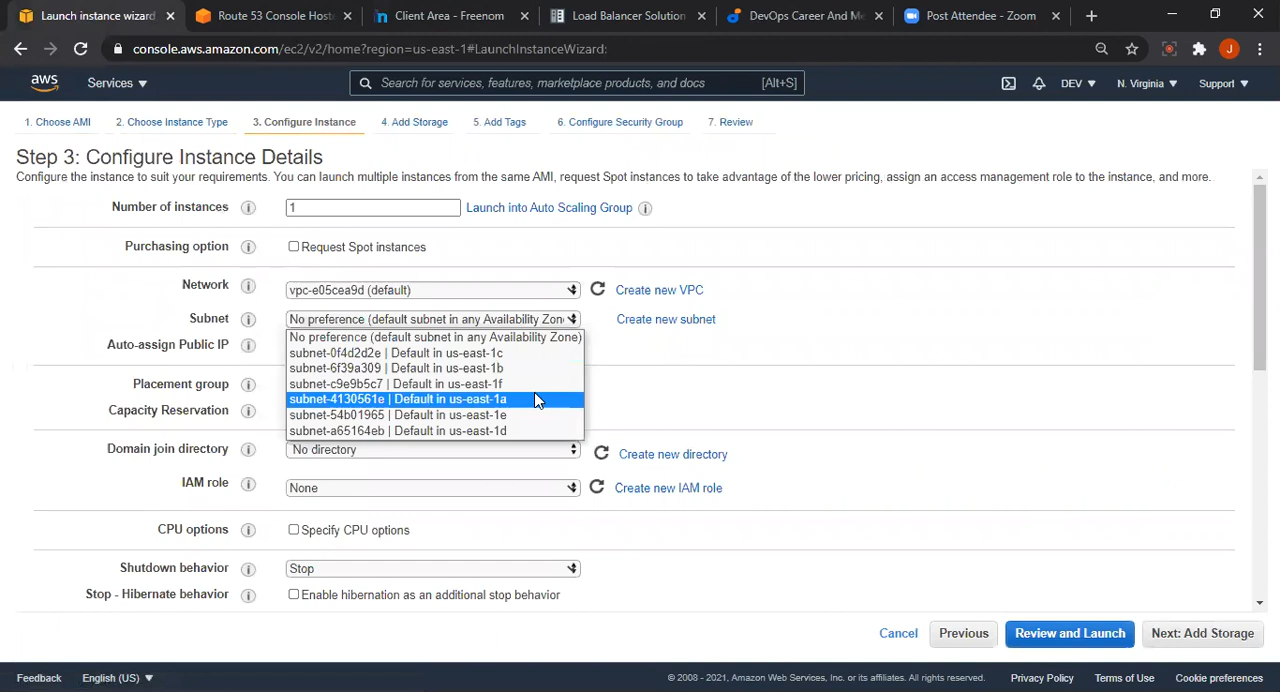 Launch instance wizard
Route 53 Console Host
Client Area - Freenom
Load Balancer Solution
DevOps Career And Me
Post Attendee - Zoom
console.aws.amazon.com/ec2/v2/home?region=us-east-1#LaunchInstanceWizard:
J
aws
Services
Search for services, features, marketplace products, and docs
[Alt+S]
DEV
N. Virginia
Support
1. Choose AMI
2. Choose Instance Type
3. Configure Instance
4. Add Storage
5. Add Tags
6. Configure Security Group
7. Review
Step 3: Configure Instance Details
Configure the instance to suit your requirements. You can launch multiple instances from the same AMI, request Spot instances to take advantage of the lower pricing, assign an access management role to the instance, and more.
Number of instances
1
Launch into Auto Scaling Group
Purchasing option
Request Spot instances
Network
vpc-e05cea9d (default)
Create new VPC
Subnet
No preference (default subnet in any Availability Zon
Create new subnet
No preference (default subnet in any Availability Zone)
Auto-assign Public IP
subnet-0f4d2d2e | Default in us-east-1c
subnet-6f39a309 | Default in us-east-1b
Placement group
subnet-c9e9b5c7 | Default in us-east-1f
subnet-4130561e | Default in us-east-1a
Capacity Reservation
subnet-54b01965 | Default in us-east-1e
subnet-a65164eb | Default in us-east-1d
Domain join directory
No directory
Create new directory
IAM role
None
Create new IAM role
CPU options
Specify CPU options
Shutdown behavior
Stop
Stop - Hibernate behavior
Enable hibernation as an additional stop behavior
Cancel
Previous
Review and Launch
Next: Add Storage
Feedback
English (US)
© 2008 - 2021, Amazon Web Services, Inc. or its affiliates. All rights reserved.
Privacy Policy
Terms of Use
Cookie preferences